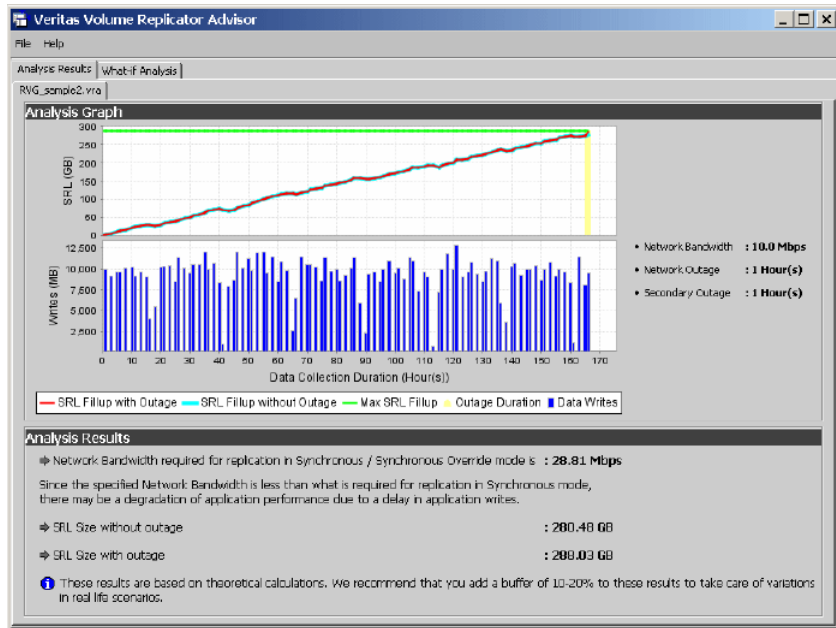 Veritas Volume Replicator Advisor
File Help
Analysis Results What-if Analysis
RVG_sample2.vra
Analysis Graph
SRL (GB)
300
250
200
150
100
50
0
Writes (MB)
12,500
10,000
7,500
5,000
2,500
0 10 20 30 40 50 60 70 80 90 100 110 120 130 140 150 160 170
Data Collection Duration (Hour(s))
• Network Bandwidth : 10.0 Mbps
• Network Outage : 1 Hour(s)
• Secondary Outage : 1 Hour(s)
SRL Fillup with Outage SRL Fillup without Outage Max SRL Fillup Outage Duration Data Writes
Analysis Results
Network Bandwidth required for replication in Synchronous / Synchronous Override mode is : 28.81 Mbps
Since the specified Network Bandwidth is less than what is required for replication in Synchronous mode,
there may be a degradation of application performance due to a delay in application writes.
SRL Size without outage : 280.48 GB
SRL Size with outage : 288.03 GB
These results are based on theoretical calculations. We recommend that you add a buffer of 10-20% to these results to take care of variations
in real life scenarios.